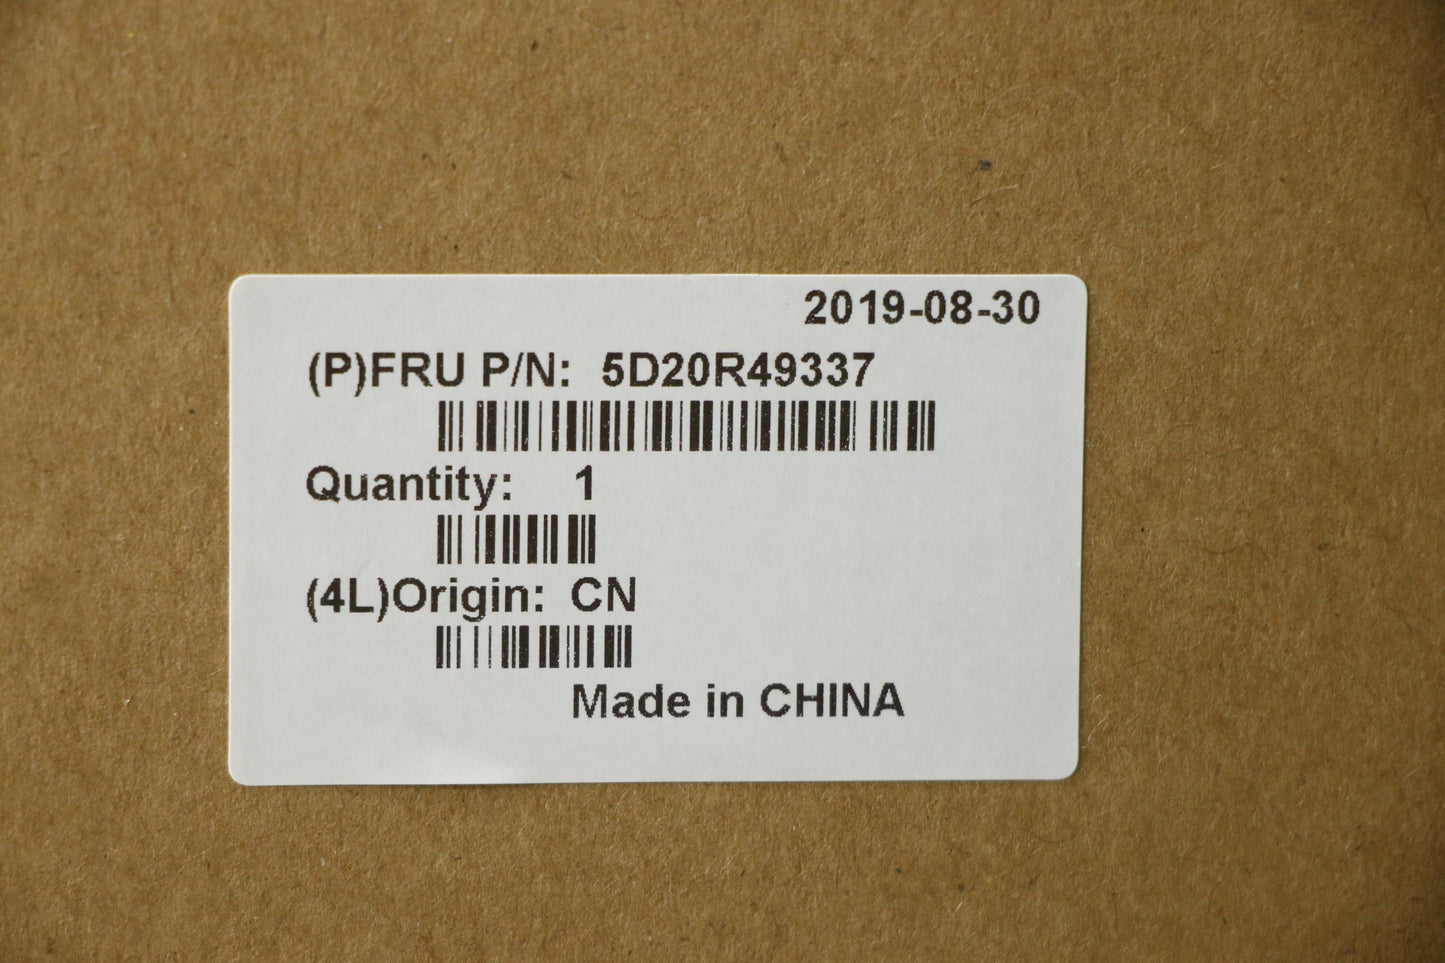 2019-08-30
(P)FRU P/N: 5D20R49337
Quantity: 1
(4L)Origin: CN
Made in CHINA